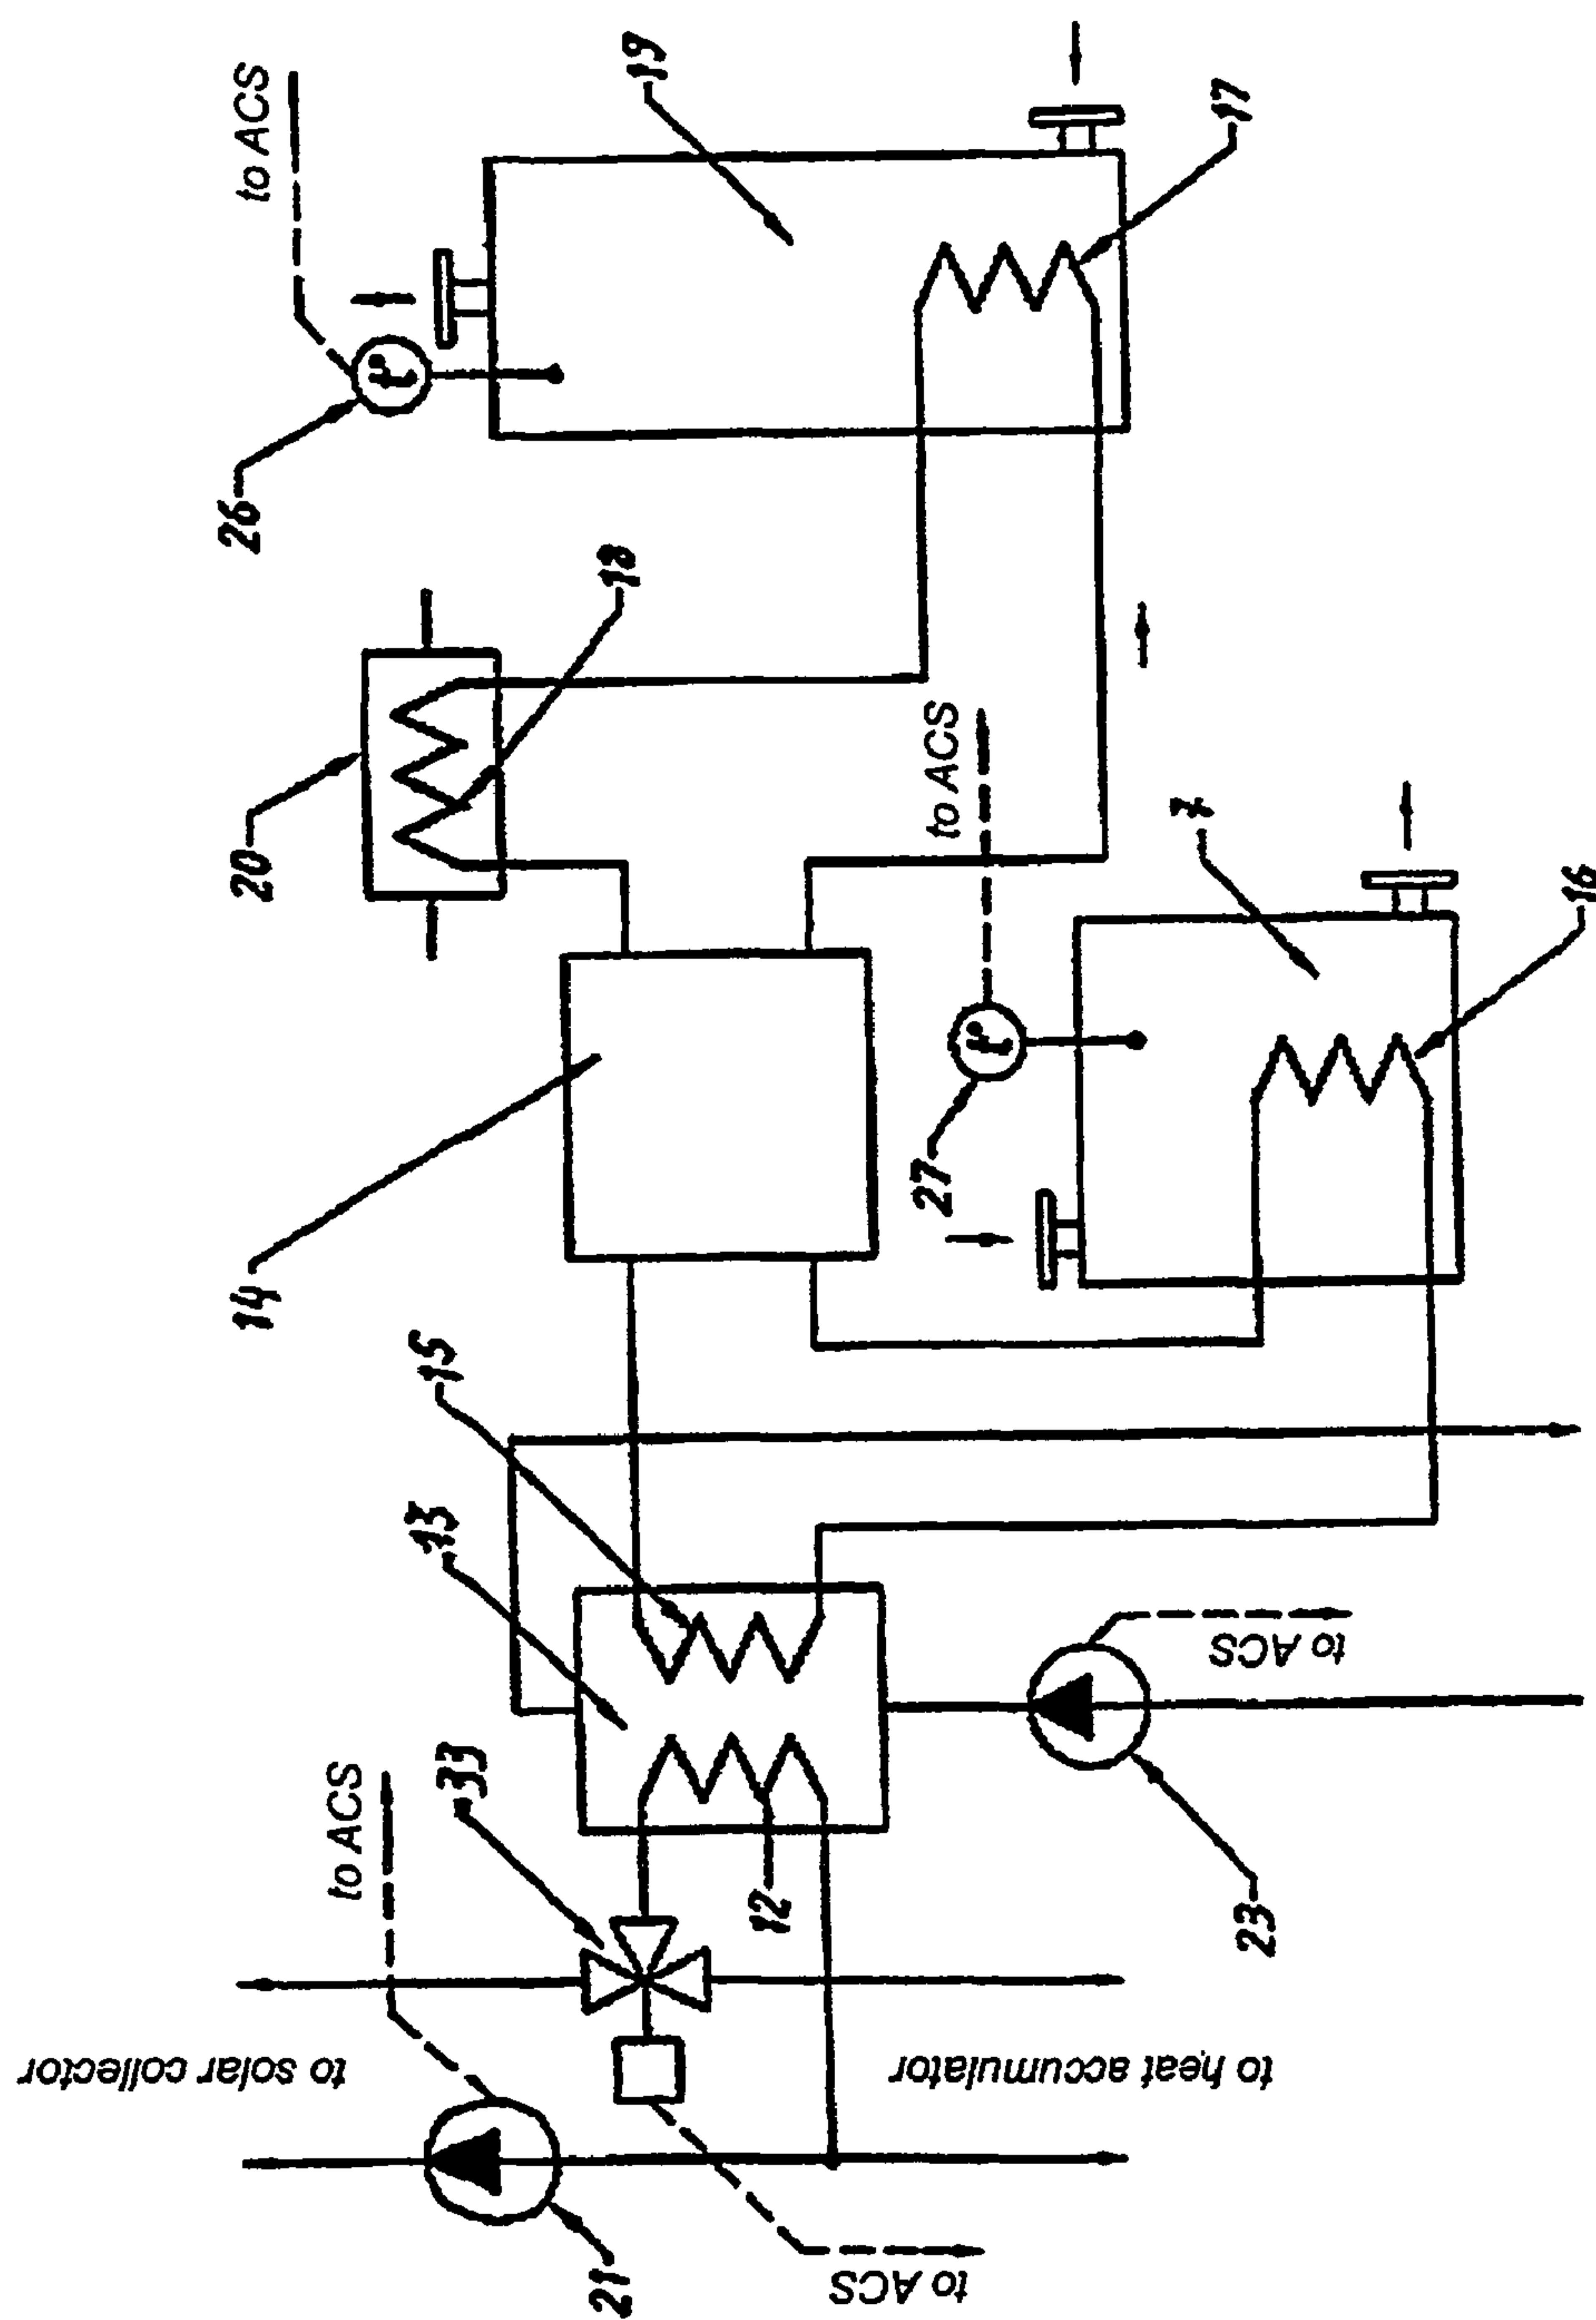 to ACS
19
17
26
20
18
to ACS
t°
7
16
14
t°
27
15
13
to ACS
33
12
to ACS
23
to solar collector
to heat accumulator
21
to ACS